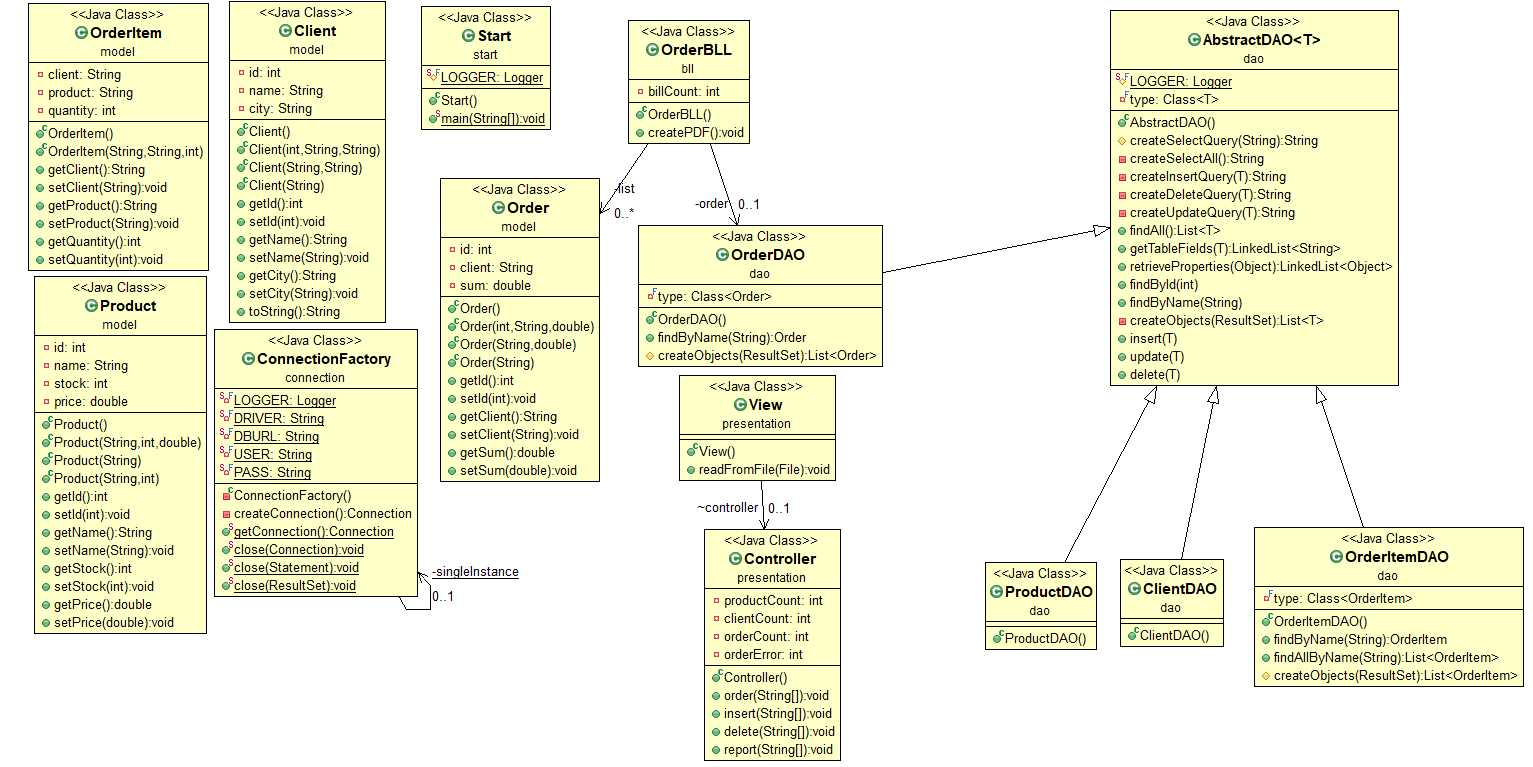 <<Java Class>>
OrderItem
model
client: String
product: String
quantity: int
OrderItem()
OrderItem(String,String,int)
getClient():String
setClient(String):void
getProduct():String
setProduct(String):void
getQuantity():int
setQuantity(int):void
<<Java Class>>
Client
model
id: int
name: String
city: String
Client()
Client(int,String,String)
Client(String,String)
Client(String)
getId():int
setId(int):void
getName():String
setName(String):void
getCity():String
setCity(String):void
toString():String
<<Java Class>>
Start
start
LOGGER: Logger
Start()
main(String[]):void
<<Java Class>>
OrderBLL
bll
billCount: int
OrderBLL()
createPDF():void
-list
0..*
-order
0..1
<<Java Class>>
AbstractDAO<T>
dao
LOGGER: Logger
type: Class<T>
AbstractDAO()
createSelectQuery(String):String
createSelectAll():String
createInsertQuery(T):String
createDeleteQuery(T):String
createUpdateQuery(T):String
findAll():List<T>
getTableFields(T):LinkedList<String>
retrieveProperties(Object):LinkedList<Object>
findById(int)
findByName(String)
createObjects(ResultSet):List<T>
insert(T)
update(T)
delete(T)
<<Java Class>>
Order
model
id: int
client: String
sum: double
Order()
Order(int,String,double)
Order(String,double)
Order(String)
getId():int
setId(int):void
getClient():String
setClient(String):void
getSum():double
setSum(double):void
<<Java Class>>
OrderDAO
dao
type: Class<Order>
OrderDAO()
findByName(String):Order
createObjects(ResultSet):List<Order>
<<Java Class>>
Product
model
id: int
name: String
stock: int
price: double
Product()
Product(String,int,double)
Product(String)
Product(String,int)
getId():int
setId(int):void
getName():String
setName(String):void
getStock():int
setStock(int):void
getPrice():double
setPrice(double):void
<<Java Class>>
ConnectionFactory
connection
LOGGER: Logger
DRIVER: String
DBURL: String
USER: String
PASS: String
ConnectionFactory()
createConnection():Connection
getConnection():Connection
close(Connection):void
close(Statement):void
close(ResultSet):void
-singleInstance
0..1
<<Java Class>>
View
presentation
View()
readFromFile(File):void
~controller
0..1
<<Java Class>>
Controller
presentation
productCount: int
clientCount: int
orderCount: int
orderError: int
Controller()
order(String[]):void
insert(String[]):void
delete(String[]):void
report(String[]):void
<<Java Class>>
ProductDAO
dao
ProductDAO()
<<Java Class>>
ClientDAO
dao
ClientDAO()
<<Java Class>>
OrderItemDAO
dao
type: Class<OrderItem>
OrderItemDAO()
findByName(String):OrderItem
findAllByName(String):List<OrderItem>
createObjects(ResultSet):List<OrderItem>